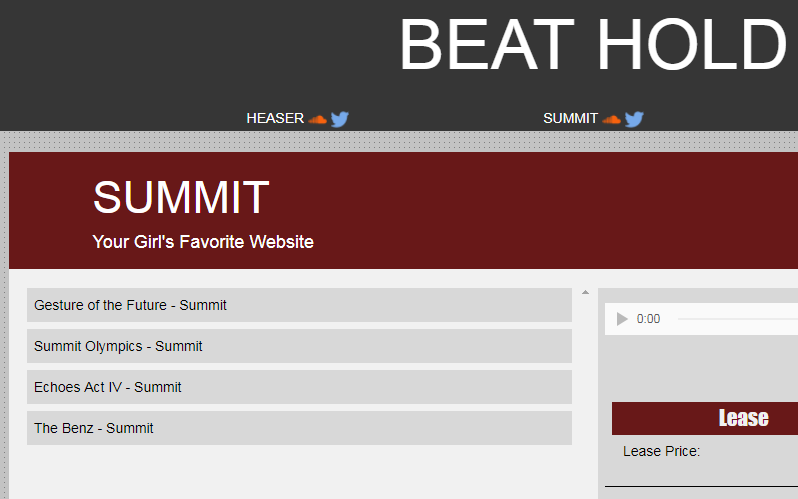 BEAT HOLD
HEASER SUMMIT
SUMMIT
Your Girl's Favorite Website
Gesture of the Future - Summit
Summit Olympics - Summit
Echoes Act IV - Summit
The Benz - Summit
0:00
Lease
Lease Price: